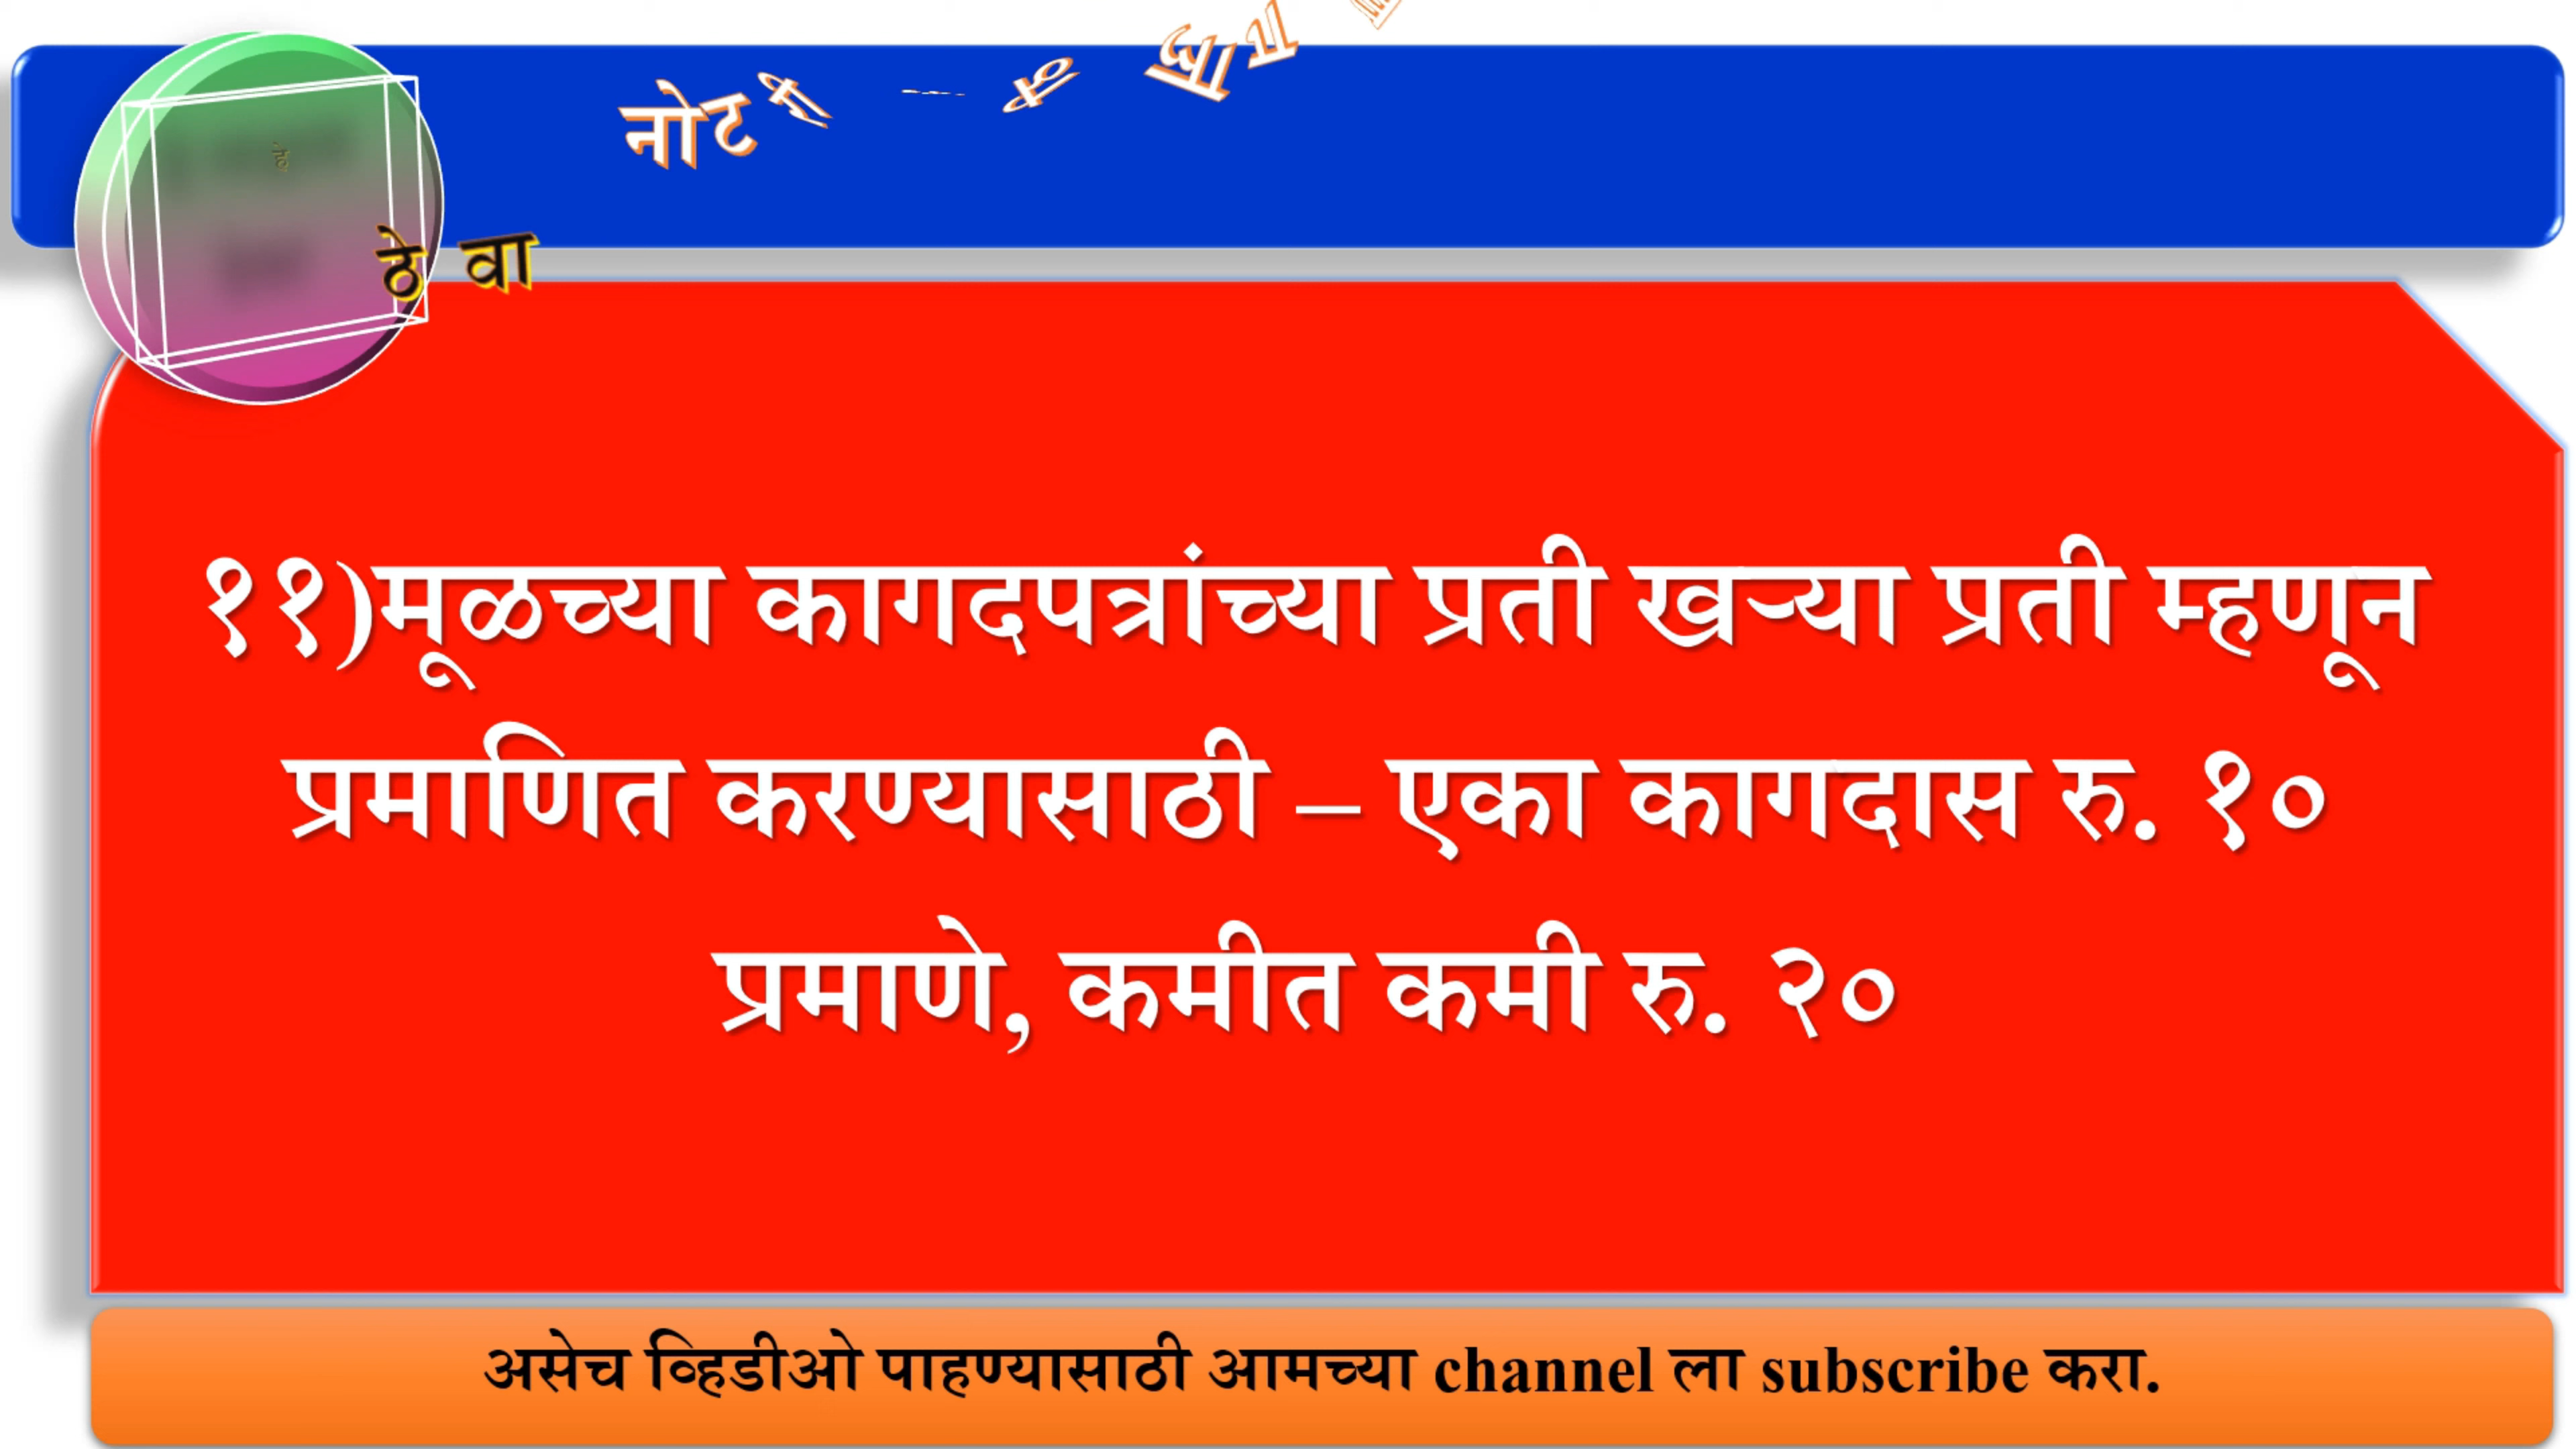 ठेवा
११)मूळच्या कागदपत्रांच्या प्रती खऱ्या प्रती म्हणून
प्रमाणित करण्यासाठी – एका कागदास रु. १०
प्रमाणे, कमीत कमी रु. २०
असेच व्हिडीओ पाहण्यासाठी आमच्या channel ला subscribe करा.